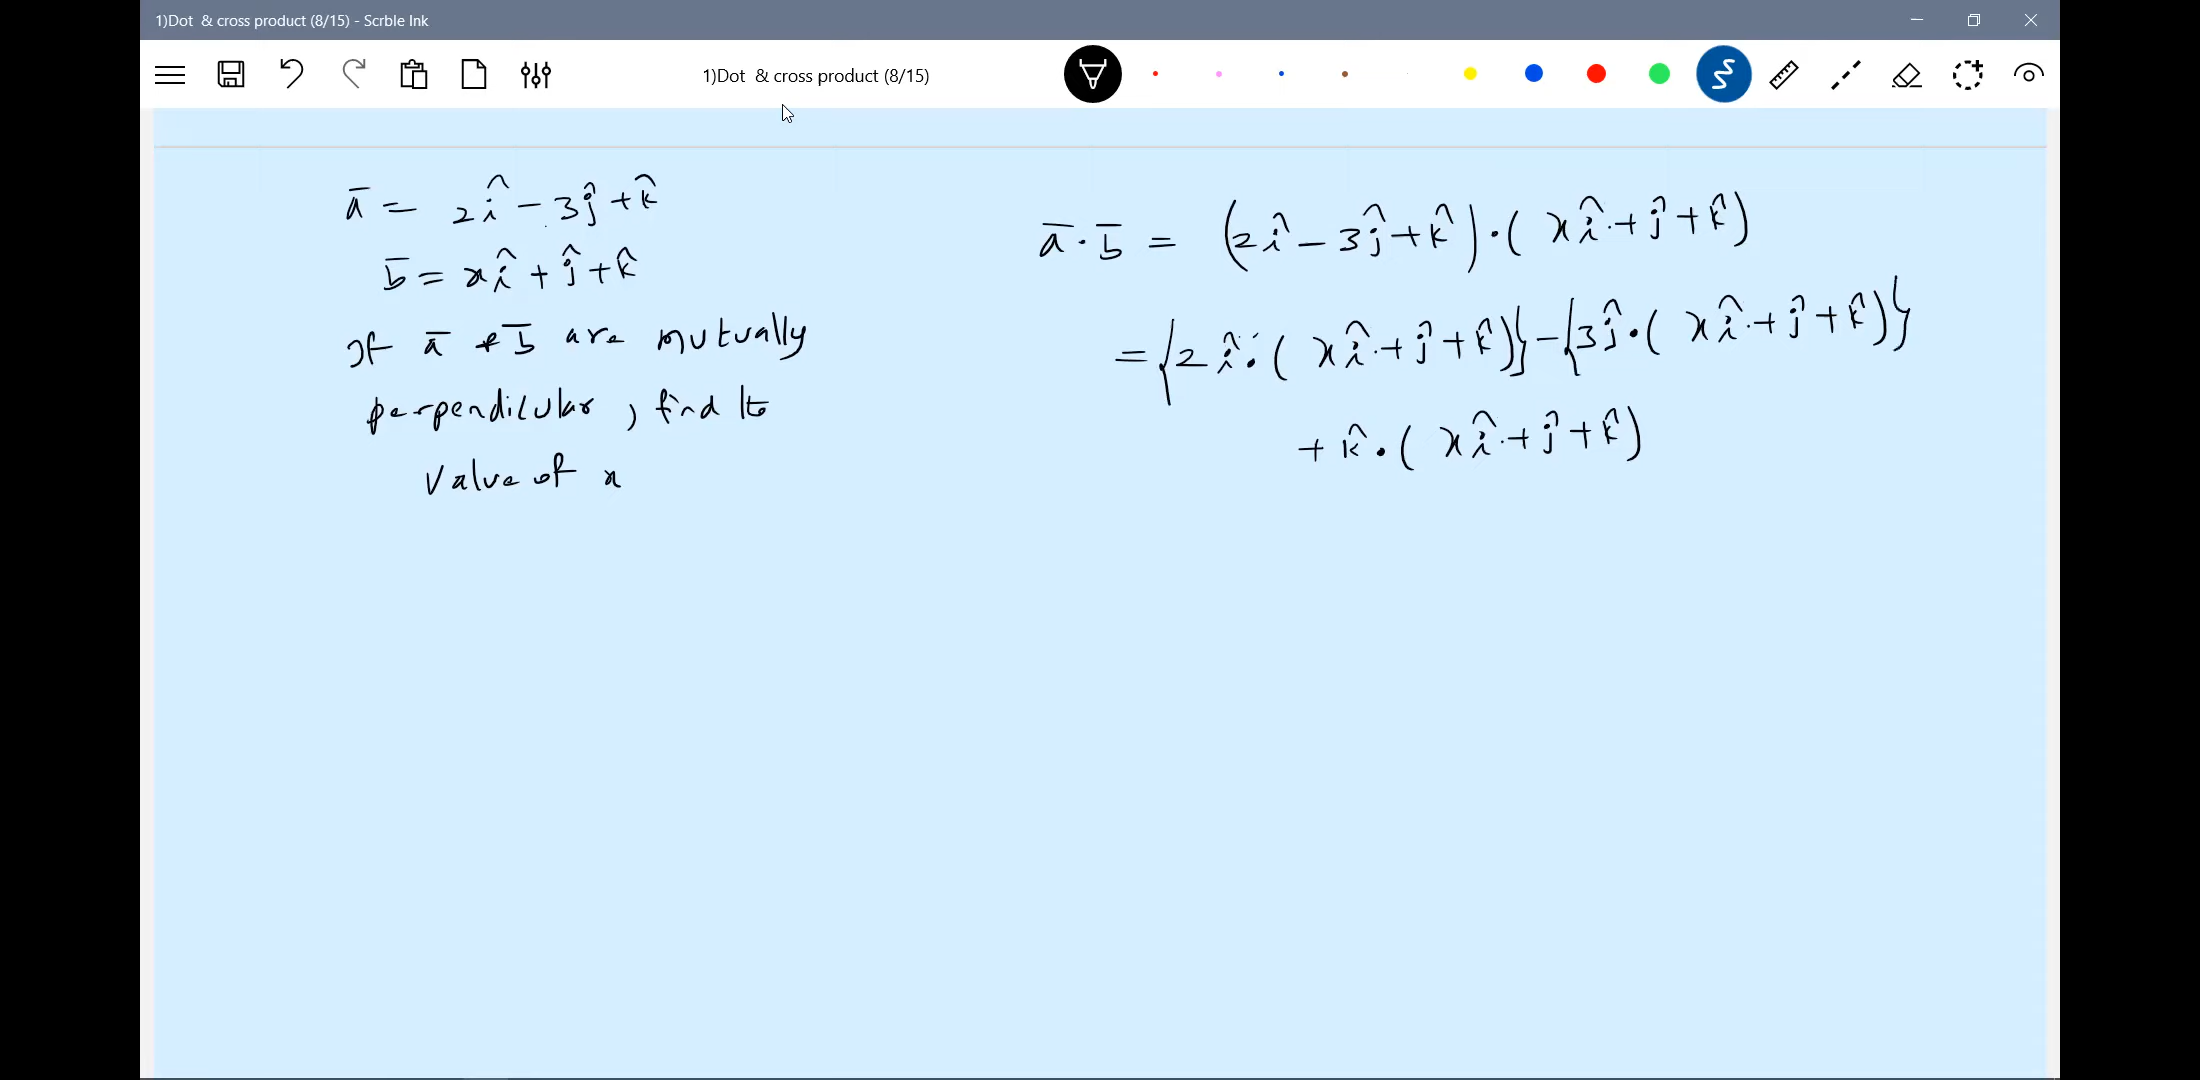 1)Dot & cross product (8/15) - Scrble Ink
1)Dot & cross product (8/15)
a̅ = 2î - 3ĵ + k̂
b̅ = xî + ĵ + k̂
If a̅ & b̅ are mutually
perpendicular, find the
value of x
a̅ · b̅ = (2î - 3ĵ + k̂) · (xî + ĵ + k̂)
= {2î · (xî + ĵ + k̂)} - {3ĵ · (xî + ĵ + k̂)}
+ k̂ · (xî + ĵ + k̂)